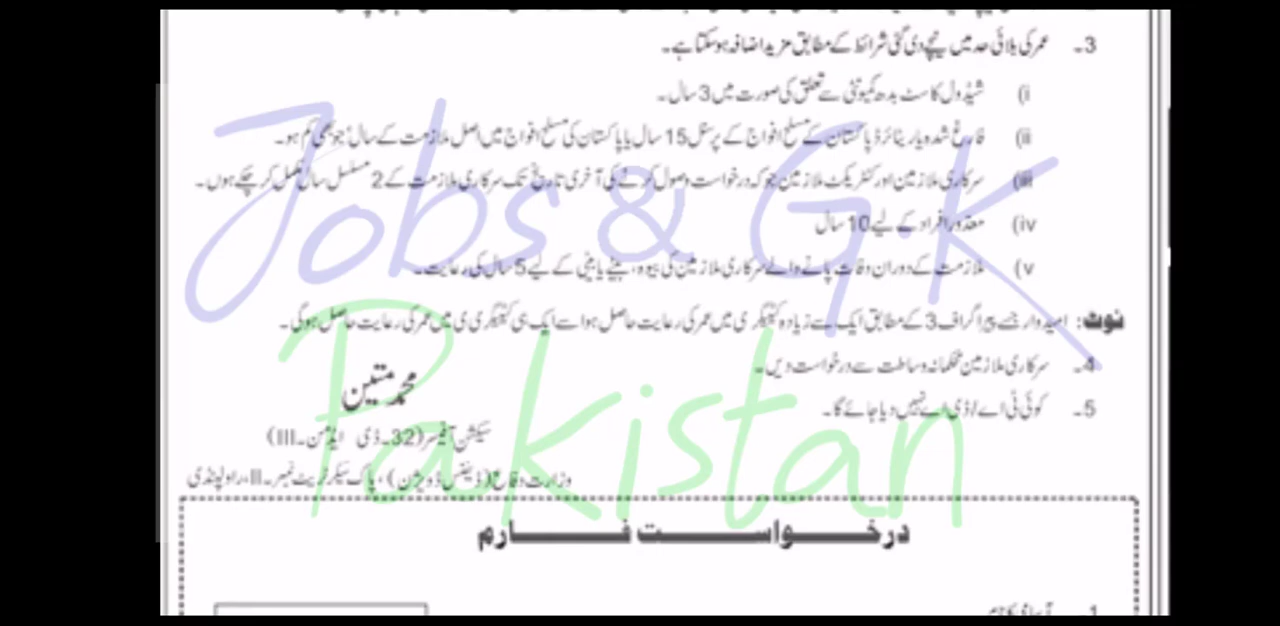 3۔ عمر کی بالائی حد میں نیچے دی گئی شرائط کے مطابق مزید اضافہ ہو سکتا ہے۔
i) شیڈول کاسٹ بدھ کمیونٹی سے تعلق کی صورت میں 3 سال۔
ii) فارغ شدہ یا ریٹائرڈ پاکستان کے مسلح افواج کے پرسنل 15 سال یا پاکستان کی مسلح افواج میں اصل ملازمت کے سال' جو بھی کم ہو۔
iii) سرکاری ملازمین اور کنٹریکٹ ملازمین جو کہ درخواست وصول کرنے کی آخری تاریخ تک سرکاری ملازمت کے 2 مسلسل سال مکمل کر چکے ہوں۔
iv) معذور افراد کے لیے 10 سال
v) ملازمت کے دوران وفات پانے والے سرکاری ملازمین کی بیوہ، بیٹے یا بیٹی کے لیے 5 سال کی رعایت۔
نوٹ: امیدوار جسے پیراگراف 3 کے مطابق ایک سے زیادہ کیٹیگری میں عمر کی رعایت حاصل ہو اسے ایک ہی کیٹیگری میں عمر کی رعایت حاصل ہو گی۔
4۔ سرکاری ملازمین محکمانہ وساطت سے درخواست دیں۔
5۔ کوئی ٹی اے/ڈی اے نہیں دیا جائے گا۔
محمد متین
سیکشن آفیسر (32۔ڈی ایڈمن۔III)
وزارت دفاع (ڈیفنس ڈویژن)، پاک سیکرٹریٹ نمبر۔II، راولپنڈی
درخواست فارم
1۔ آسامی کا نام
Jobs & G.K
Pakistan